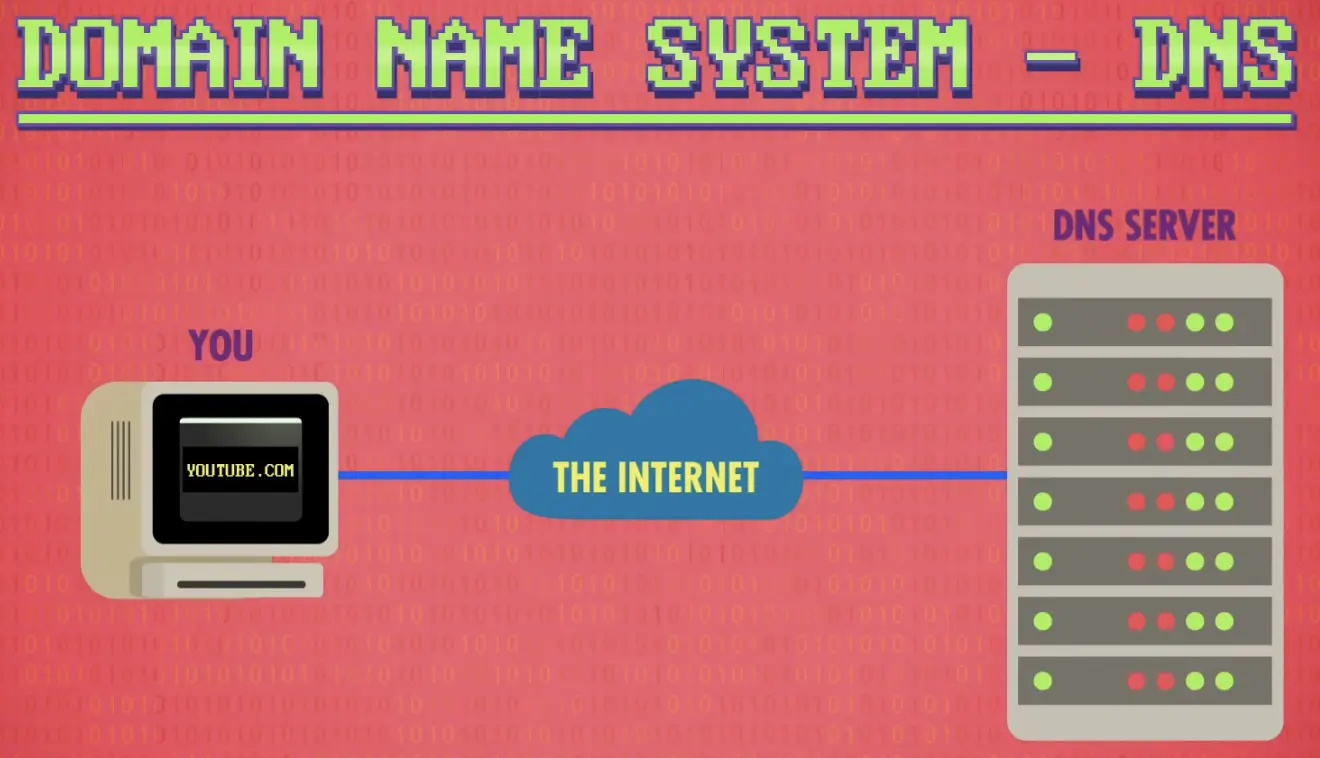 DOMAIN NAME SYSTEM - DNS
DNS SERVER
YOU
YOUTUBE.COM
THE INTERNET